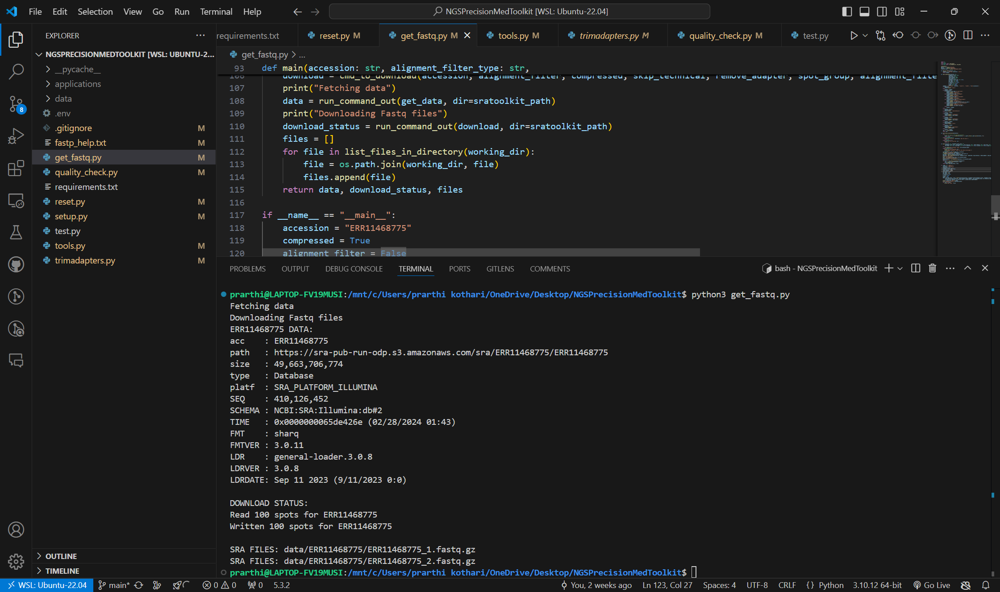 File Edit Selection View Go Run Terminal Help
NGSPrecisionMedToolkit [WSL: Ubuntu-22.04]
EXPLORER
NGSPRECISIONMEDTOOLKIT [WSL: UBUNTU-2...
__pycache__
applications
data
.env
.gitignore M
fastp_help.txt M
get_fastq.py M
quality_check.py M
requirements.txt
reset.py M
setup.py M
test.py
tools.py M
trimadapters.py M
OUTLINE
TIMELINE
8
requirements.txt reset.py M get_fastq.py M tools.py M trimadapters.py M quality_check.py M test.py
get_fastq.py > ...
93 def main(accession: str, alignment_filter_type: str,
106 download = cmd_to_download(accession, alignment_filter, compressed, skip_technical, remove_adapter, spot_group, alignment_filte
107 print("Fetching data")
108 data = run_command_out(get_data, dir=sratoolkit_path)
109 print("Downloading Fastq files")
110 download_status = run_command_out(download, dir=sratoolkit_path)
111 files = []
112 for file in list_files_in_directory(working_dir):
113 file = os.path.join(working_dir, file)
114 files.append(file)
115 return data, download_status, files
116
117 if __name__ == "__main__":
118 accession = "ERR11468775"
119 compressed = True
120 alignment_filter = False
PROBLEMS OUTPUT DEBUG CONSOLE TERMINAL PORTS GITLENS COMMENTS
bash - NGSPrecisionMedToolkit
prarthi@LAPTOP-FV19MUSI:/mnt/c/Users/prarthi kothari/OneDrive/Desktop/NGSPrecisionMedToolkit$ python3 get_fastq.py
Fetching data
Downloading Fastq files
ERR11468775 DATA:
acc : ERR11468775
path : https://sra-pub-run-odp.s3.amazonaws.com/sra/ERR11468775/ERR11468775
size : 49,663,706,774
type : Database
platf : SRA_PLATFORM_ILLUMINA
SEQ : 410,126,452
SCHEMA : NCBI:SRA:Illumina:db#2
TIME : 0x0000000065de426e (02/28/2024 01:43)
FMT : sharq
FMTVER : 3.0.11
LDR : general-loader.3.0.8
LDRVER : 3.0.8
LDRDATE: Sep 11 2023 (9/11/2023 0:0)
DOWNLOAD STATUS:
Read 100 spots for ERR11468775
Written 100 spots for ERR11468775
SRA FILES: data/ERR11468775/ERR11468775_1.fastq.gz
SRA FILES: data/ERR11468775/ERR11468775_2.fastq.gz
prarthi@LAPTOP-FV19MUSI:/mnt/c/Users/prarthi kothari/OneDrive/Desktop/NGSPrecisionMedToolkit$
WSL: Ubuntu-22.04 main* 0 0 0 5.3.2 You, 2 weeks ago Ln 123, Col 27 Spaces: 4 UTF-8 CRLF {} Python 3.10.12 64-bit Go Live